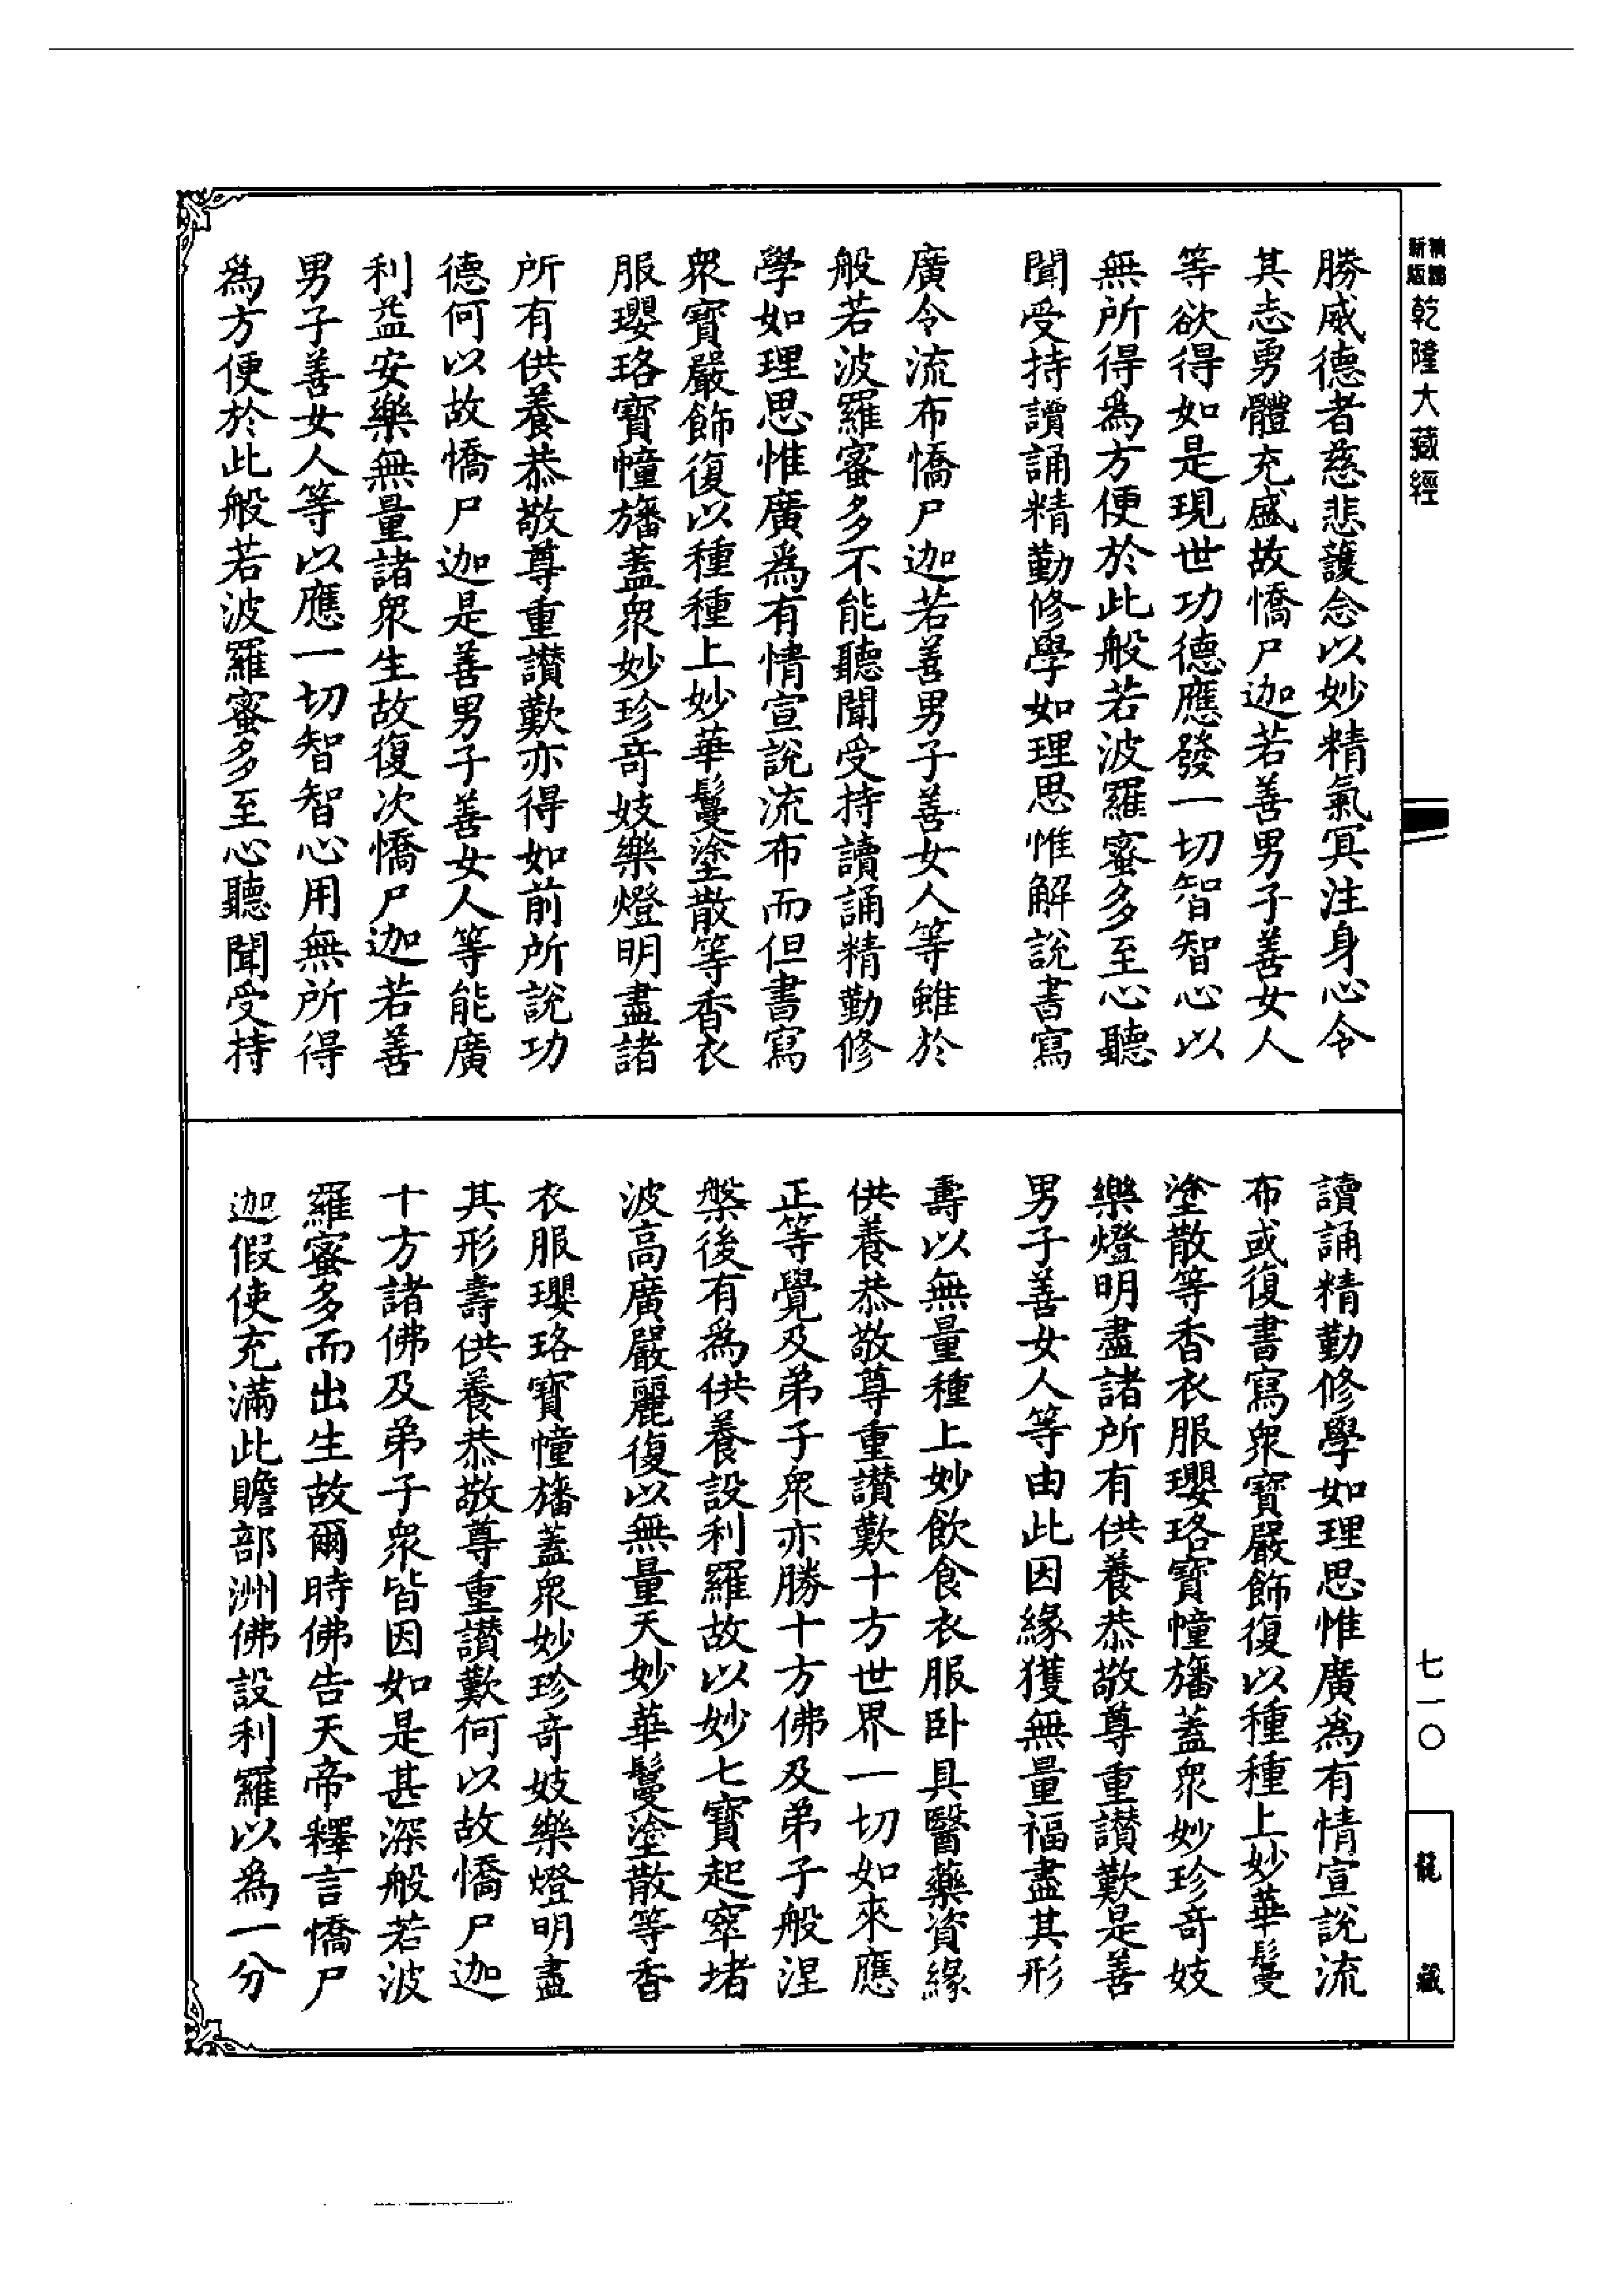 新版
乾隆大藏經
勝威德者慈悲護念以妙精氣冥注身心令
其志勇體充盛故憍尸迦若善男子善女人
等欲得如是現世功德應發一切智智心以
無所得為方便於此般若波羅蜜多至心聽
聞受持讀誦精勤修學如理思惟解說書寫
廣令流布憍尸迦若善男子善女人等雖於
般若波羅蜜多不能聽聞受持讀誦精勤修
學如理思惟廣為有情宣說流布而但書寫
衆寶嚴飾復以種種上妙華鬘塗散等香衣
服瓔珞寶幢旛蓋衆妙珍奇妓樂燈明盡諸
所有供養恭敬尊重讚歎亦得如前所說功
德何以故憍尸迦是善男子善女人等能廣
利益安樂無量諸衆生故復次憍尸迦若善
男子善女人等以應一切智智心用無所得
為方便於此般若波羅蜜多至心聽聞受持
讀誦精勤修學如理思惟廣為有情宣說流
布或復書寫衆寶嚴飾復以種種上妙華鬘
塗散等香衣服瓔珞寶幢旛蓋衆妙珍奇妓
樂燈明盡諸所有供養恭敬尊重讚歎是善
男子善女人等由此因緣獲無量福盡其形
壽以無量種上妙飲食衣服卧具醫藥資緣
供養恭敬尊重讚歎十方世界一切如來應
正等覺及弟子衆亦勝十方佛及弟子般涅
槃後有為供養設利羅故以妙七寶起窣堵
波高廣嚴麗復以無量天妙華鬘塗散等香
衣服瓔珞寶幢旛蓋衆妙珍奇妓樂燈明盡
其形壽供養恭敬尊重讚歎何以故憍尸迦
十方諸佛及弟子衆皆因如是甚深般若波
羅蜜多而出生故爾時佛告天帝釋言憍尸
迦假使充滿此贍部洲佛設利羅以為一分
七一〇
龍藏